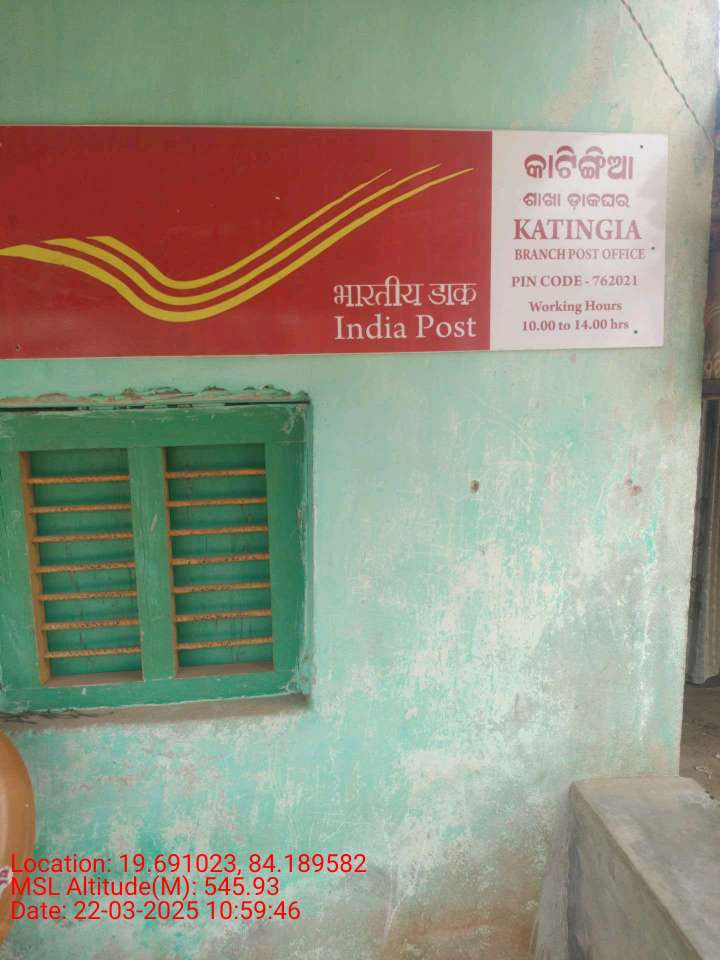 କାଟିଙ୍ଗିଆ
ଶାଖା ଡ଼ାକଘର
KATINGIA
BRANCH POST OFFICE
PIN CODE - 762021
Working Hours
10.00 to 14.00 hrs
भारतीय डाक
India Post
Location: 19.691023, 84.189582
MSL Altitude(M): 545.93
Date: 22-03-2025 10:59:46